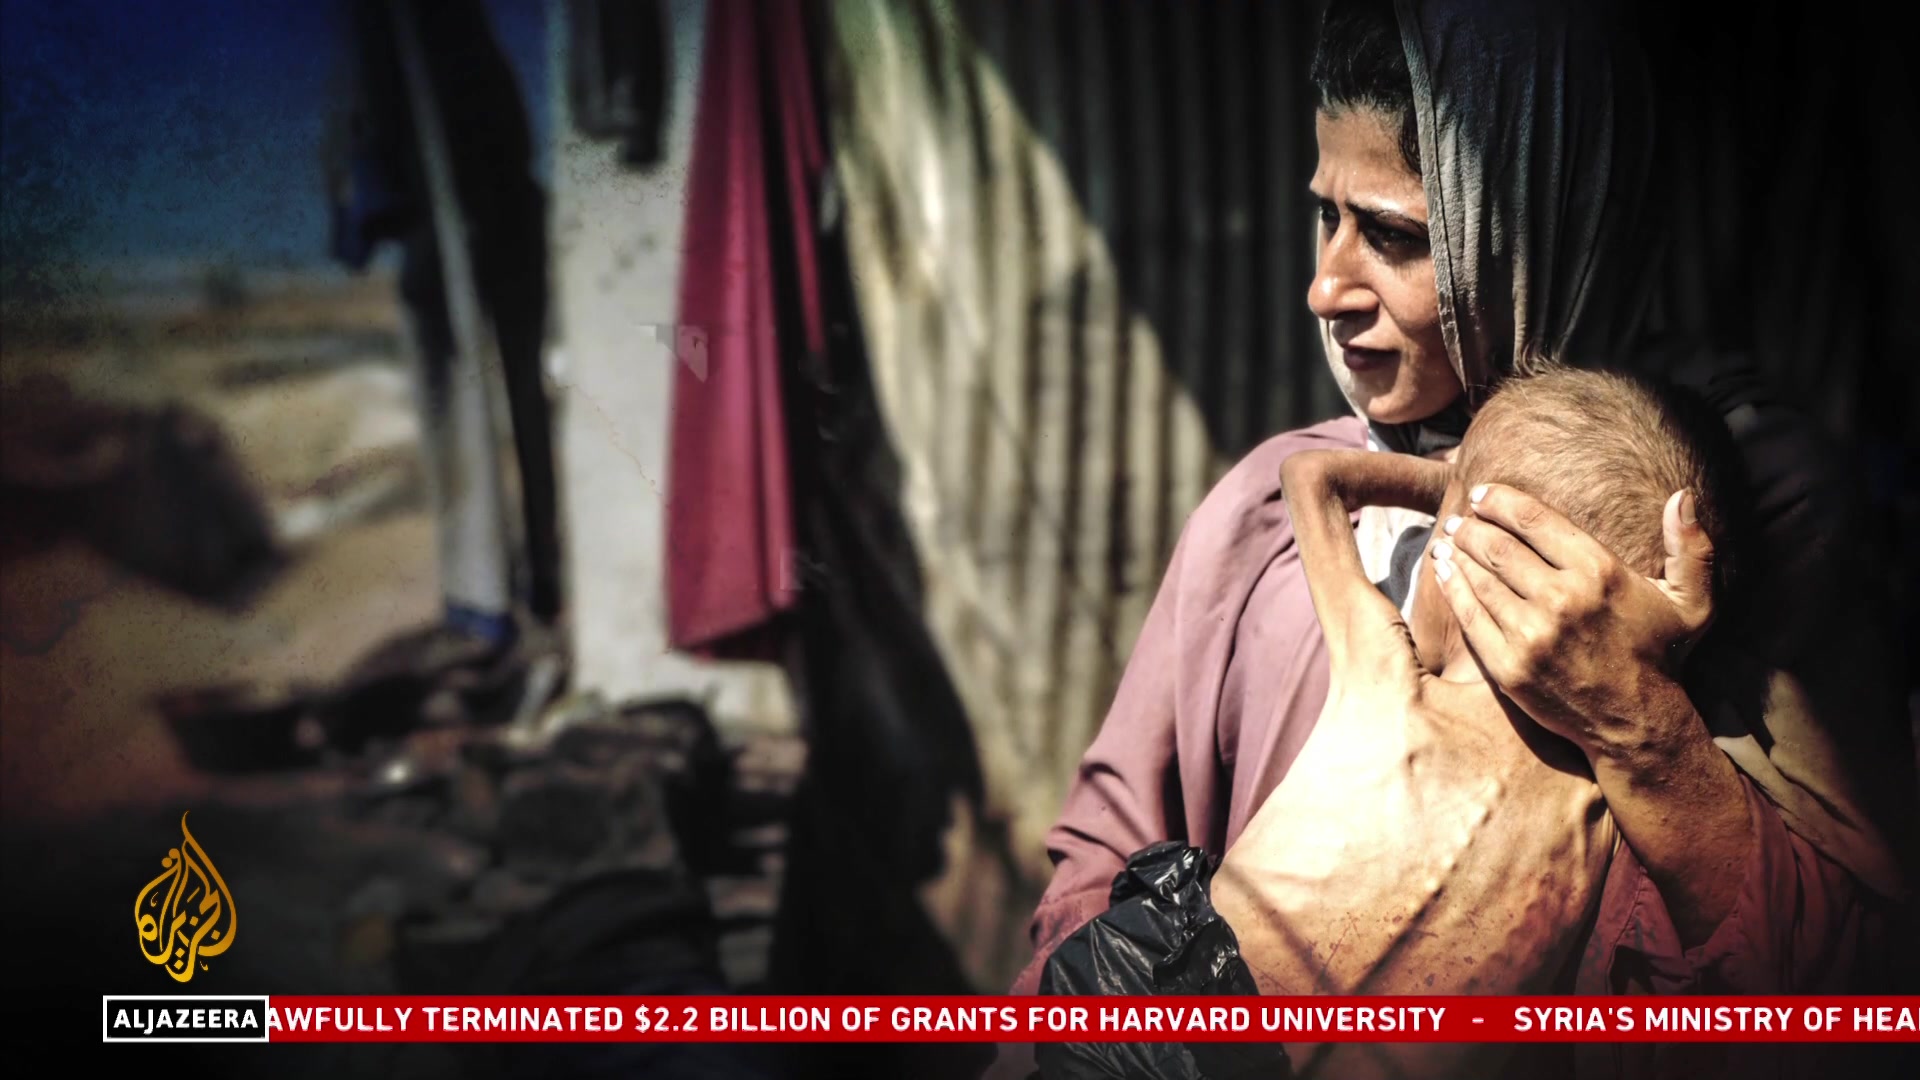 الجزيرة
ALJAZEERA
AWFULLY TERMINATED $2.2 BILLION OF GRANTS FOR HARVARD UNIVERSITY - SYRIA'S MINISTRY OF HEA